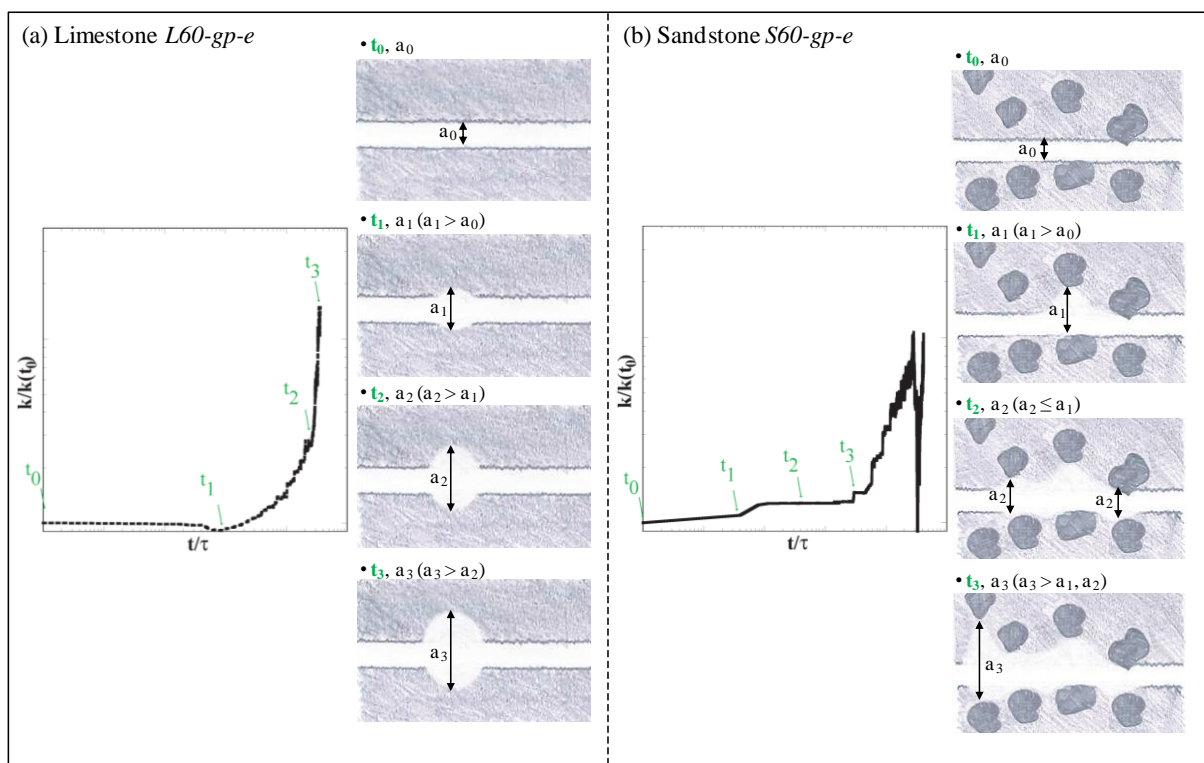 (a) Limestone L60-gp-e
• t₀, a₀
a₀
• t₁, a₁ (a₁ > a₀)
a₁
• t₂, a₂ (a₂ > a₁)
a₂
• t₃, a₃ (a₃ > a₂)
a₃
k/k(t₀)
t₀
t₁
t₂
t₃
t/τ
(b) Sandstone S60-gp-e
• t₀, a₀
a₀
• t₁, a₁ (a₁ > a₀)
a₁
• t₂, a₂ (a₂ ≤ a₁)
a₂
a₂
• t₃, a₃ (a₃ > a₁, a₂)
a₃
k/k(t₀)
t₀
t₁
t₂
t₃
t/τ